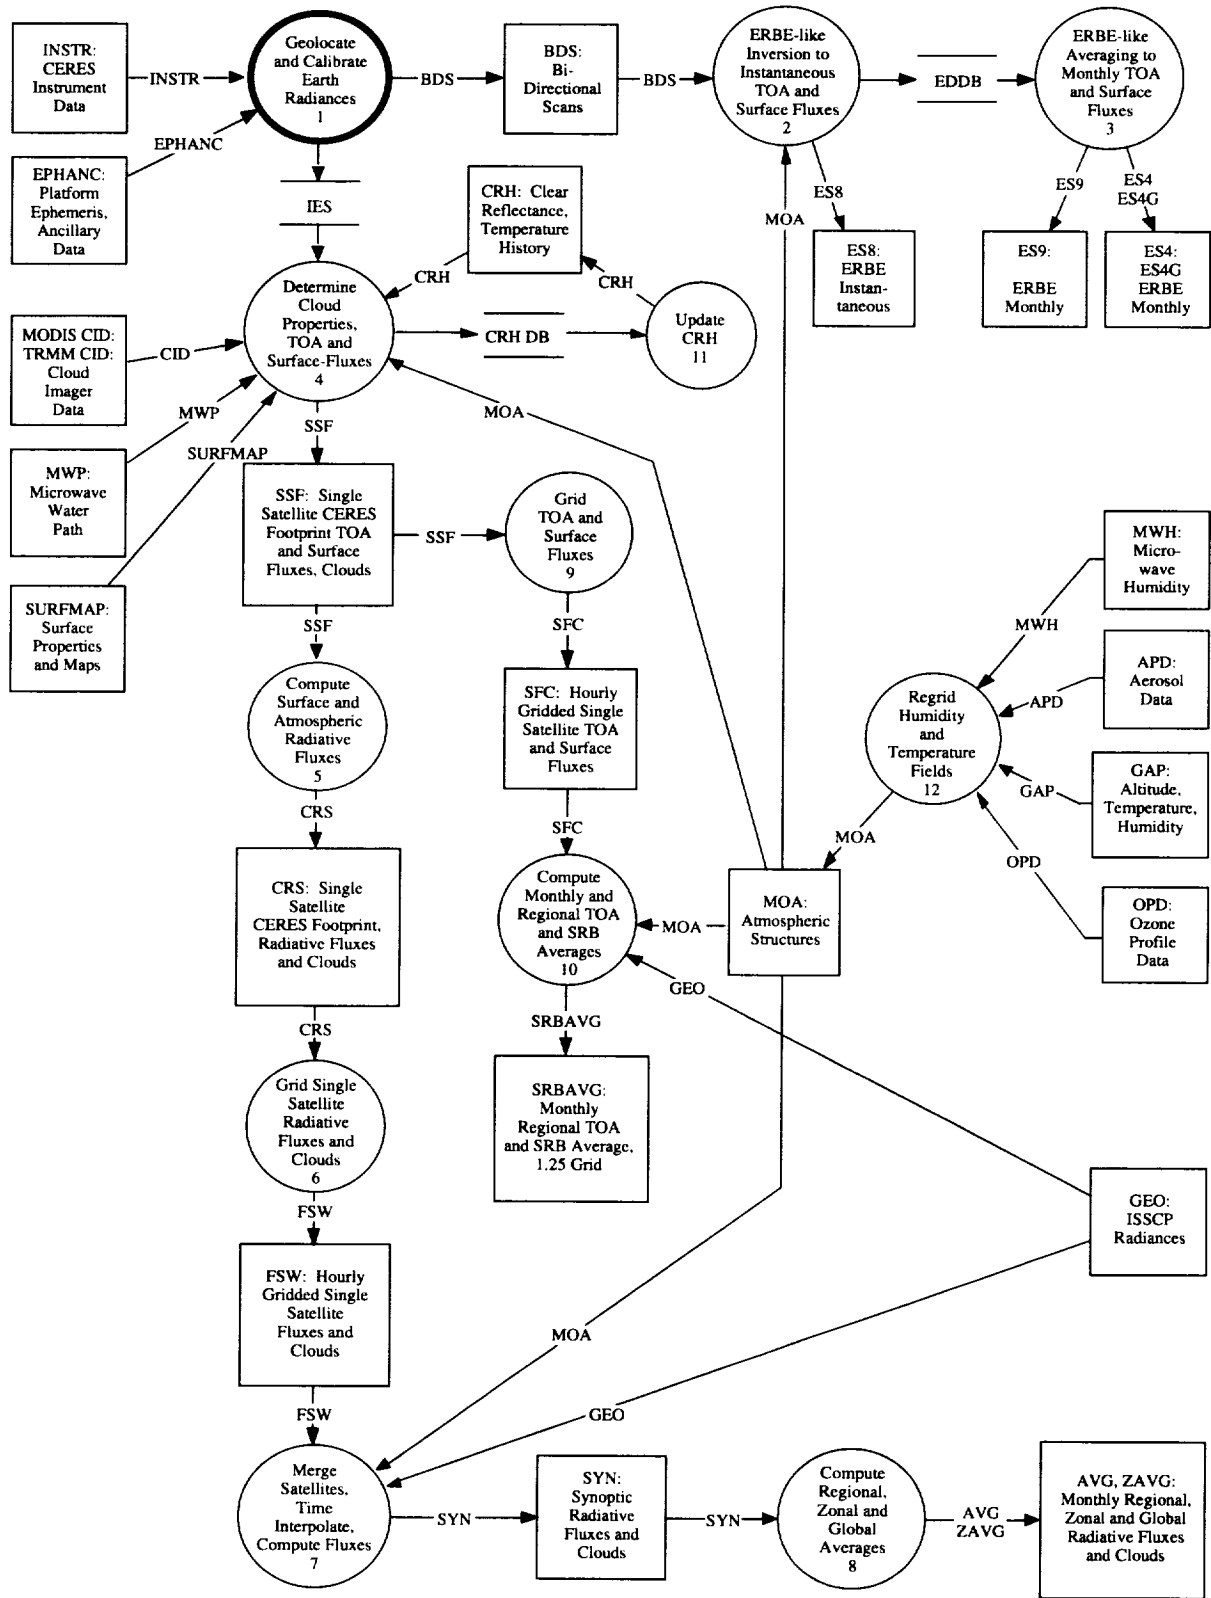 INSTR:
CERES
Instrument
Data
INSTR
Geolocate
and Calibrate
Earth
Radiances
1
BDS
BDS:
Bi-
Directional
Scans
BDS
ERBE-like
Inversion to
Instantaneous
TOA and
Surface Fluxes
2
EDDB
ERBE-like
Averaging to
Monthly TOA
and Surface
Fluxes
3
EPHANC
EPHANC:
Platform
Ephemeris,
Ancillary
Data
IES
CRH: Clear
Reflectance,
Temperature
History
MOA
ES8
ES9
ES4
ES4G
ES8:
ERBE
Instan-
taneous
ES9:
ERBE
Monthly
ES4:
ES4G
ERBE
Monthly
CRH
CRH
Determine
Cloud
Properties,
TOA and
Surface-Fluxes
4
CRH DB
Update
CRH
11
MODIS CID:
TRMM CID:
Cloud
Imager
Data
CID
MWP
SURFMAP
MWP:
Microwave
Water
Path
SURFMAP:
Surface
Properties
and Maps
SSF
MOA
SSF: Single
Satellite CERES
Footprint TOA
and Surface
Fluxes, Clouds
SSF
Grid
TOA and
Surface
Fluxes
9
MWH:
Micro-
wave
Humidity
MWH
SSF
SFC
APD:
Aerosol
Data
APD
Compute
Surface and
Atmospheric
Radiative
Fluxes
5
SFC: Hourly
Gridded Single
Satellite TOA
and Surface
Fluxes
Regrid
Humidity
and
Temperature
Fields
12
GAP:
Altitude,
Temperature,
Humidity
GAP
CRS
SFC
MOA
OPD
CRS: Single
Satellite
CERES Footprint,
Radiative Fluxes
and Clouds
Compute
Monthly and
Regional TOA
and SRB
Averages
10
MOA
MOA:
Atmospheric
Structures
OPD:
Ozone
Profile
Data
GEO
CRS
SRBAVG
Grid Single
Satellite
Radiative
Fluxes and
Clouds
6
SRBAVG:
Monthly
Regional TOA
and SRB Average,
1.25 Grid
GEO:
ISSCP
Radiances
FSW
FSW: Hourly
Gridded Single
Satellite
Fluxes and
Clouds
MOA
FSW
GEO
Merge
Satellites,
Time
Interpolate,
Compute Fluxes
7
SYN
SYN:
Synoptic
Radiative
Fluxes and
Clouds
SYN
Compute
Regional,
Zonal and
Global
Averages
8
AVG
ZAVG
AVG, ZAVG:
Monthly Regional,
Zonal and Global
Radiative Fluxes
and Clouds